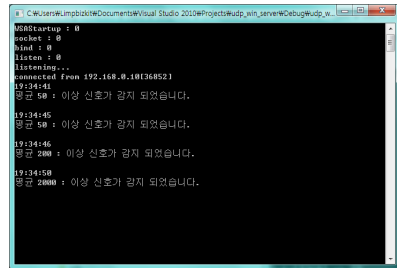 C:\Users\Limpbizkit\Documents\Visual Studio 2010\Projects\udp_win_server\Debug\udp_w...
WSAStartup : 0
socket : 0
bind : 0
listen : 0
listening...
connected from 192.168.0.10[36852]
19:34:41
평균 50 : 이상 신호가 감지 되었습니다.
19:34:45
평균 50 : 이상 신호가 감지 되었습니다.
19:34:46
평균 200 : 이상 신호가 감지 되었습니다.
19:34:50
평균 2000 : 이상 신호가 감지 되었습니다.